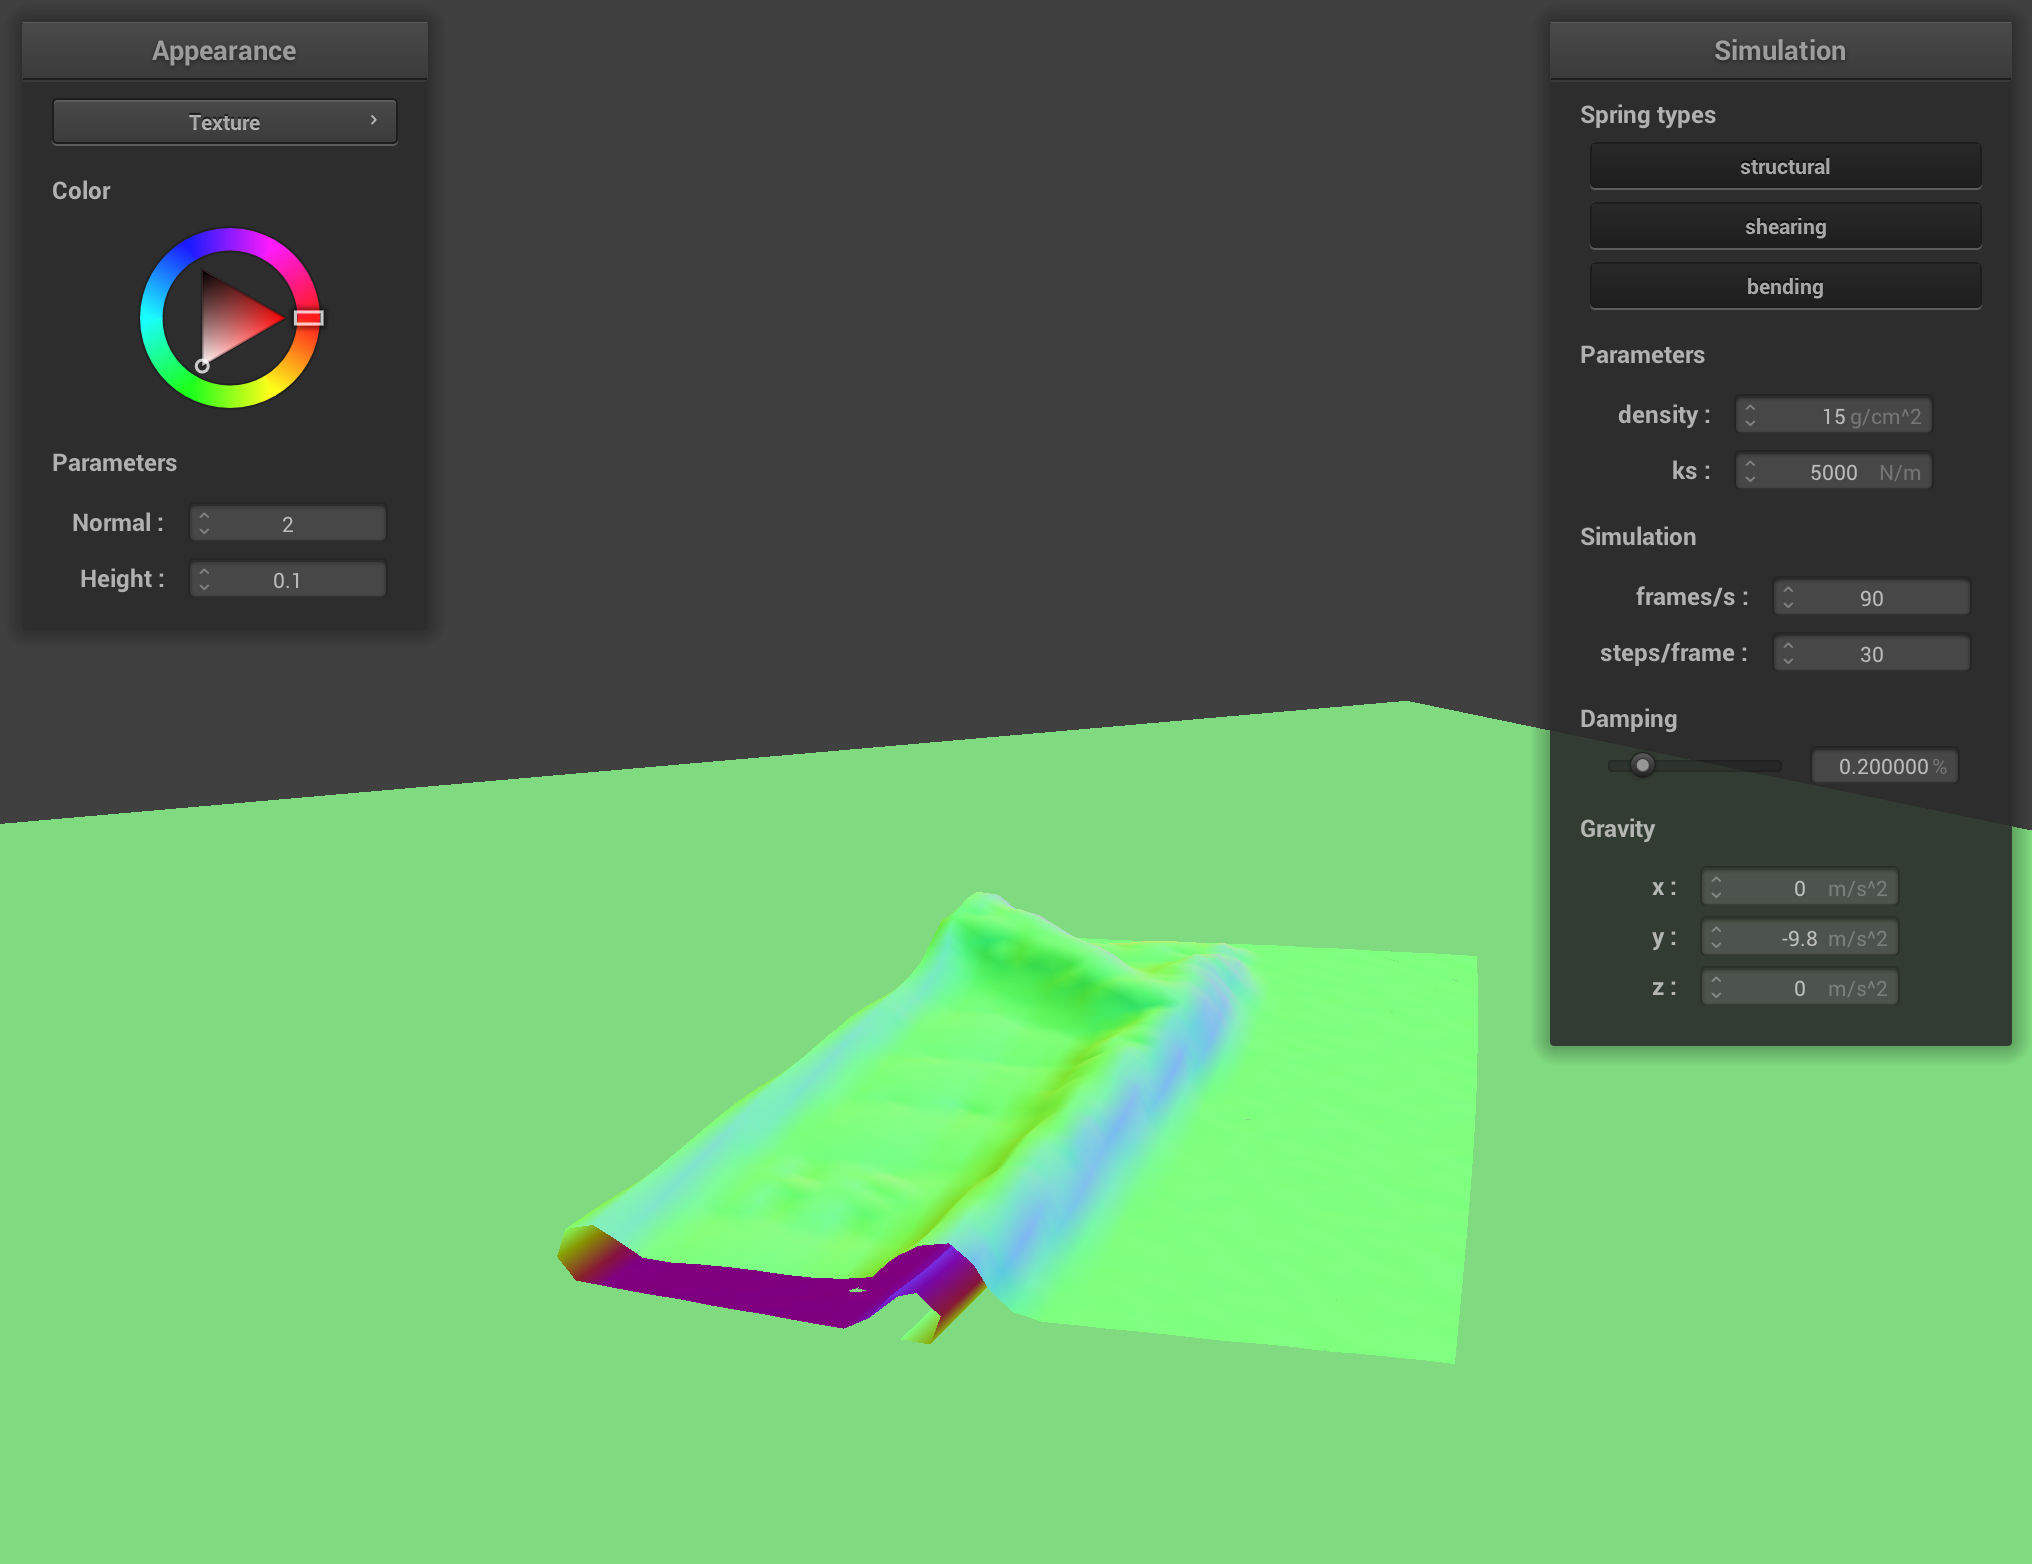 Appearance
Texture
Color
Parameters
Normal : 2
Height : 0.1
Simulation
Spring types
structural
shearing
bending
Parameters
density : 15 g/cm^2
ks : 5000 N/m
Simulation
frames/s : 90
steps/frame : 30
Damping
0.200000 %
Gravity
x : 0 m/s^2
y : -9.8 m/s^2
z : 0 m/s^2